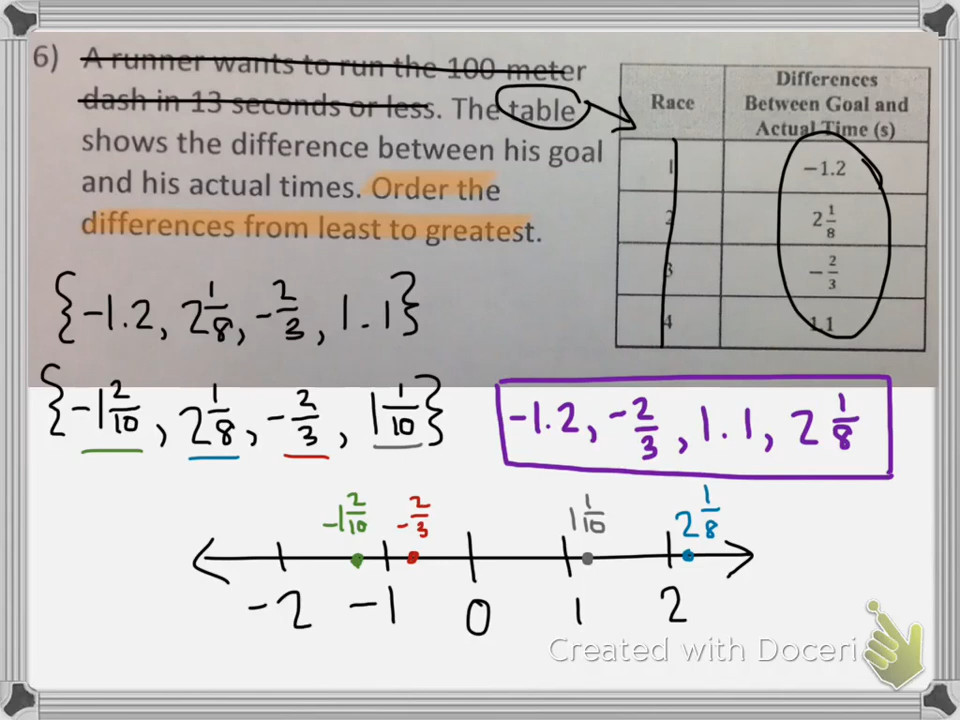 6) A runner wants to run the 100 meter
dash in 13 seconds or less. The table
shows the difference between his goal
and his actual times. Order the
differences from least to greatest.
Race
Differences
Between Goal and
Actual Time (s)
1 −1.2
2 2 1/8
3 −2/3
4 1.1
{-1.2, 2 1/8, -2/3, 1.1}
{-1 2/10, 2 1/8, -2/3, 1 1/10}
-1.2, -2/3, 1.1, 2 1/8
-1 2/10 -2/3 1 1/10 2 1/8
-2 -1 0 1 2
Created with Doceri